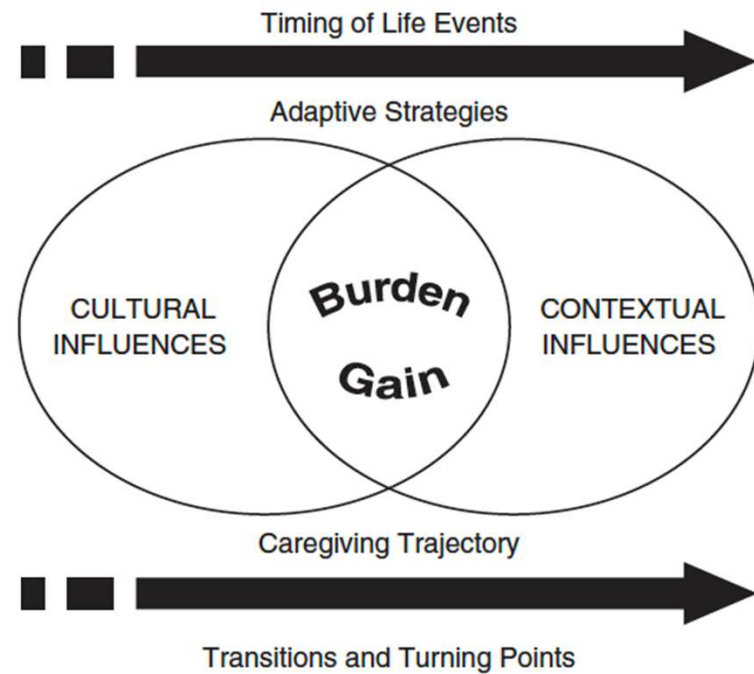 Timing of Life Events
Adaptive Strategies
CULTURAL
INFLUENCES
Burden
Gain
CONTEXTUAL
INFLUENCES
Caregiving Trajectory
Transitions and Turning Points